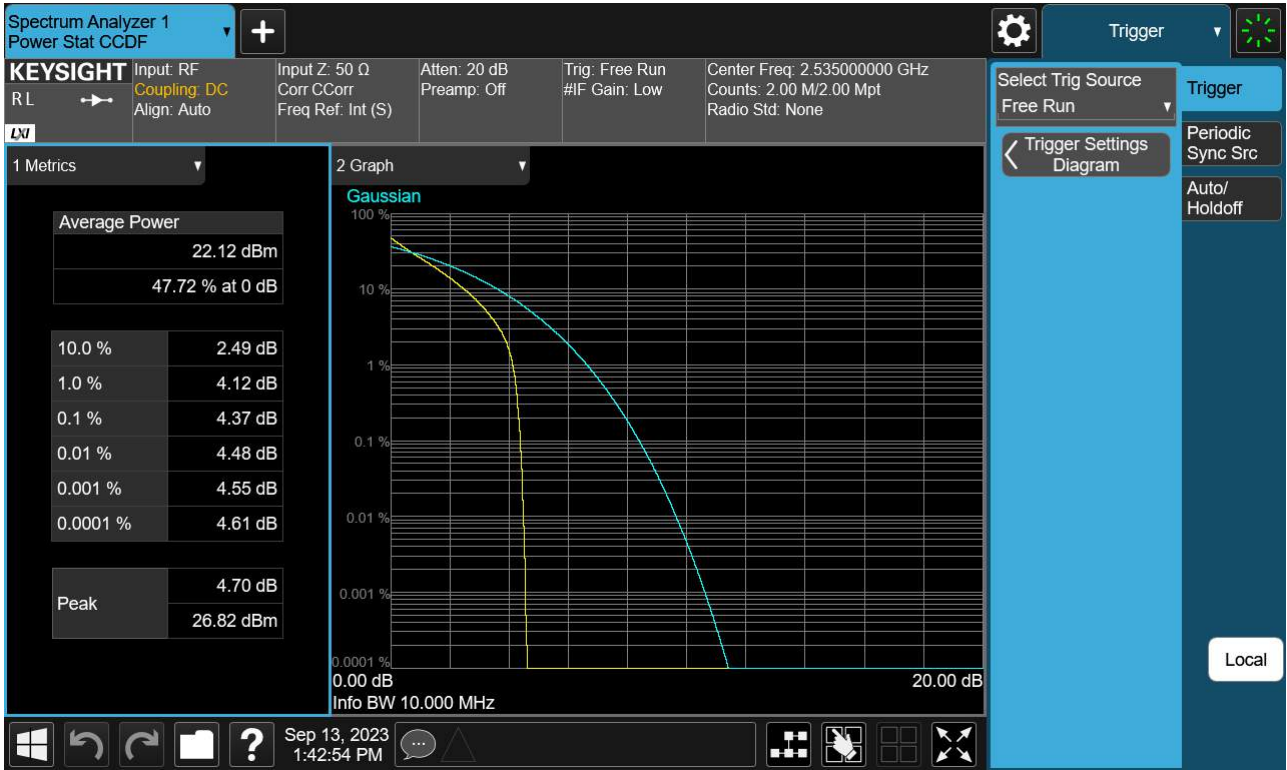 Spectrum Analyzer 1
Power Stat CCDF
Trigger
KEYSIGHT
R L
LXI
Input: RF
Coupling: DC
Align: Auto
Input Z: 50 Ω
Corr CCorr
Freq Ref: Int (S)
Atten: 20 dB
Preamp: Off
Trig: Free Run
#IF Gain: Low
Center Freq: 2.535000000 GHz
Counts: 2.00 M/2.00 Mpt
Radio Std: None
Select Trig Source
Free Run
Trigger Settings
Diagram
Trigger
Periodic
Sync Src
Auto/
Holdoff
1 Metrics
Average Power
22.12 dBm
47.72 % at 0 dB
10.0 % 2.49 dB
1.0 % 4.12 dB
0.1 % 4.37 dB
0.01 % 4.48 dB
0.001 % 4.55 dB
0.0001 % 4.61 dB
Peak
4.70 dB
26.82 dBm
2 Graph
Gaussian
100 %
10 %
1 %
0.1 %
0.01 %
0.001 %
0.0001 %
0.00 dB 20.00 dB
Info BW 10.000 MHz
Local
?
Sep 13, 2023
1:42:54 PM